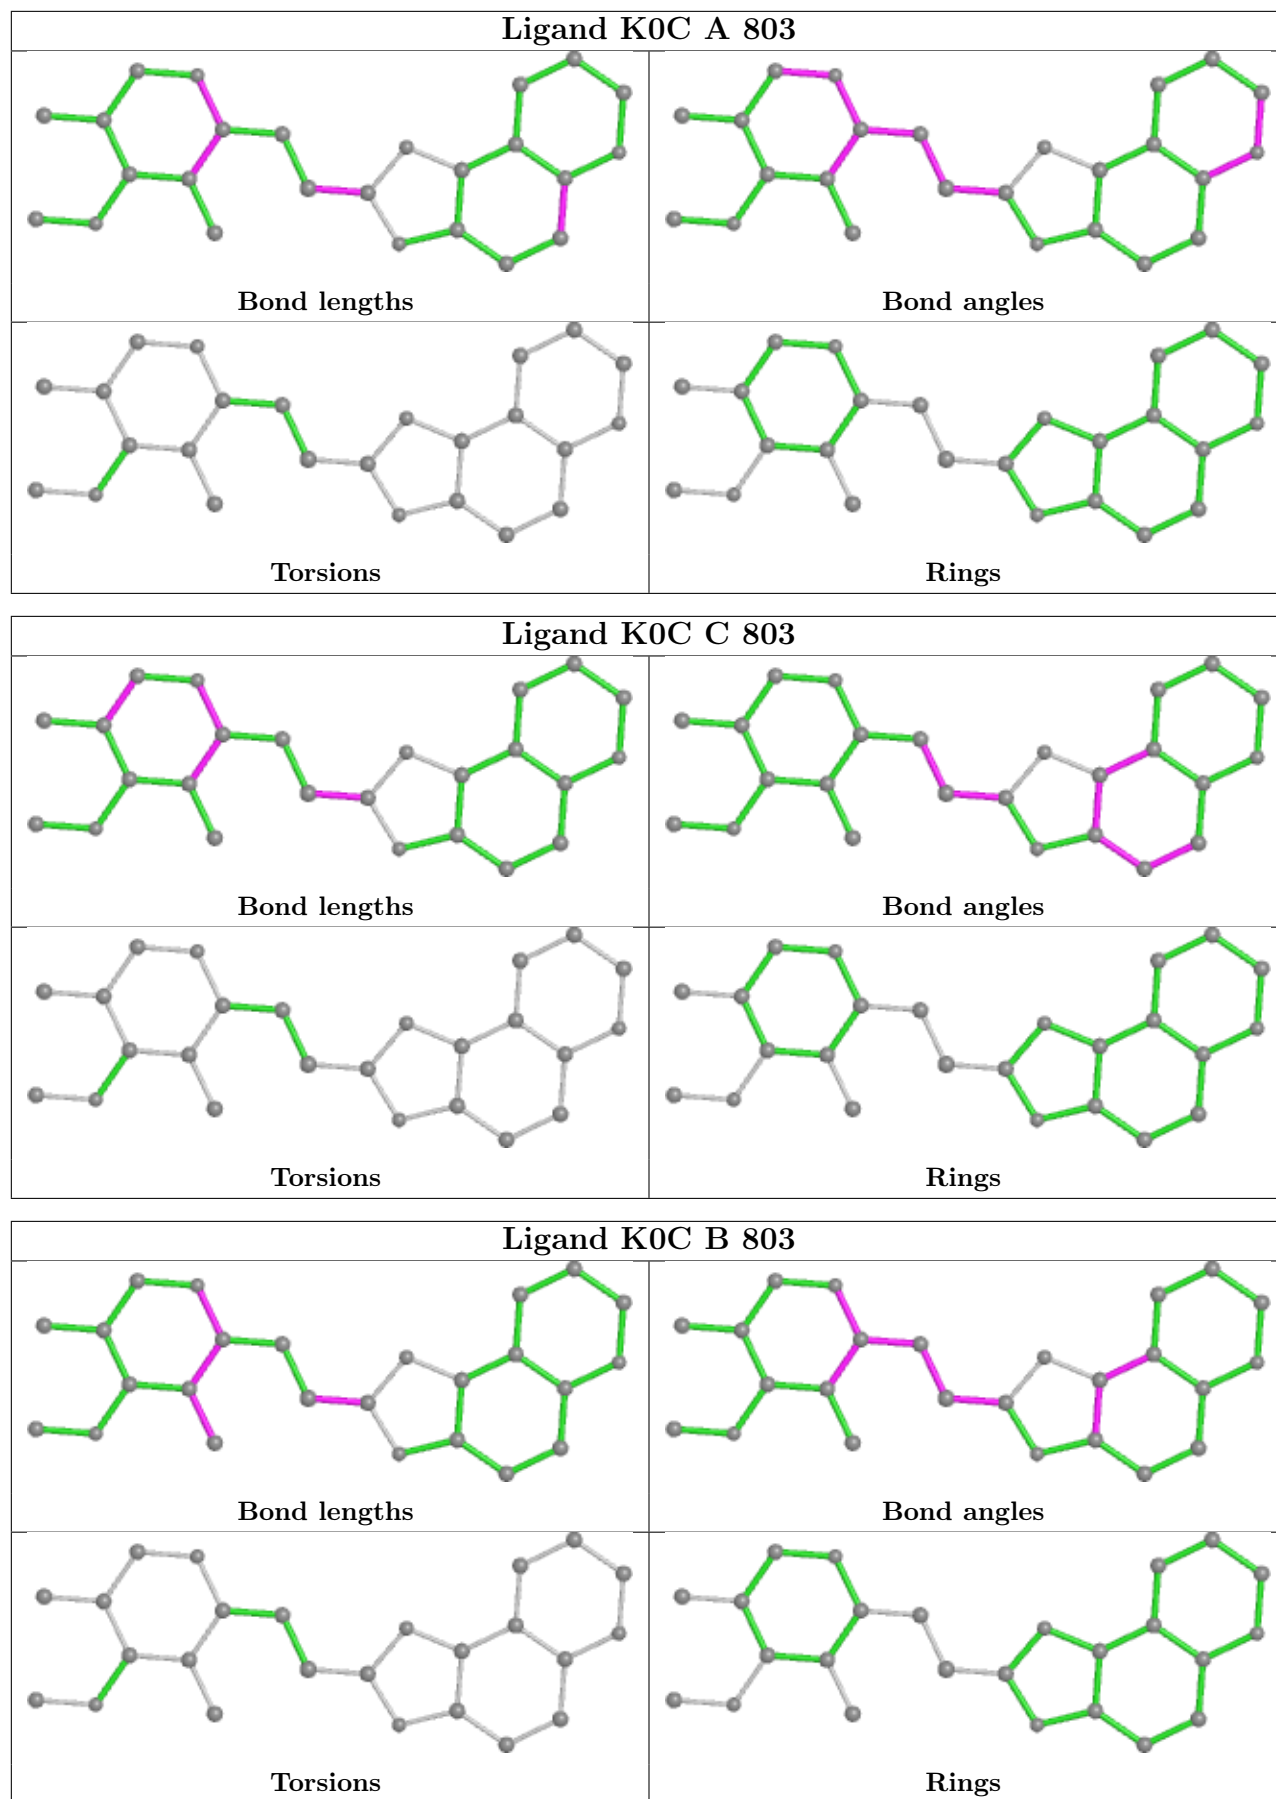 Ligand K0C A 803
Bond lengths
Bond angles
Torsions
Rings
Ligand K0C C 803
Bond lengths
Bond angles
Torsions
Rings
Ligand K0C B 803
Bond lengths
Bond angles
Torsions
Rings